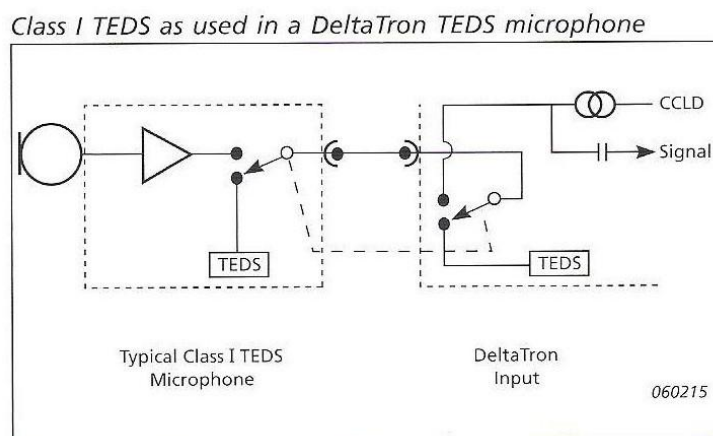 Class I TEDS as used in a DeltaTron TEDS microphone
CCLD
Signal
TEDS
TEDS
Typical Class I TEDS
Microphone
DeltaTron
Input
060215